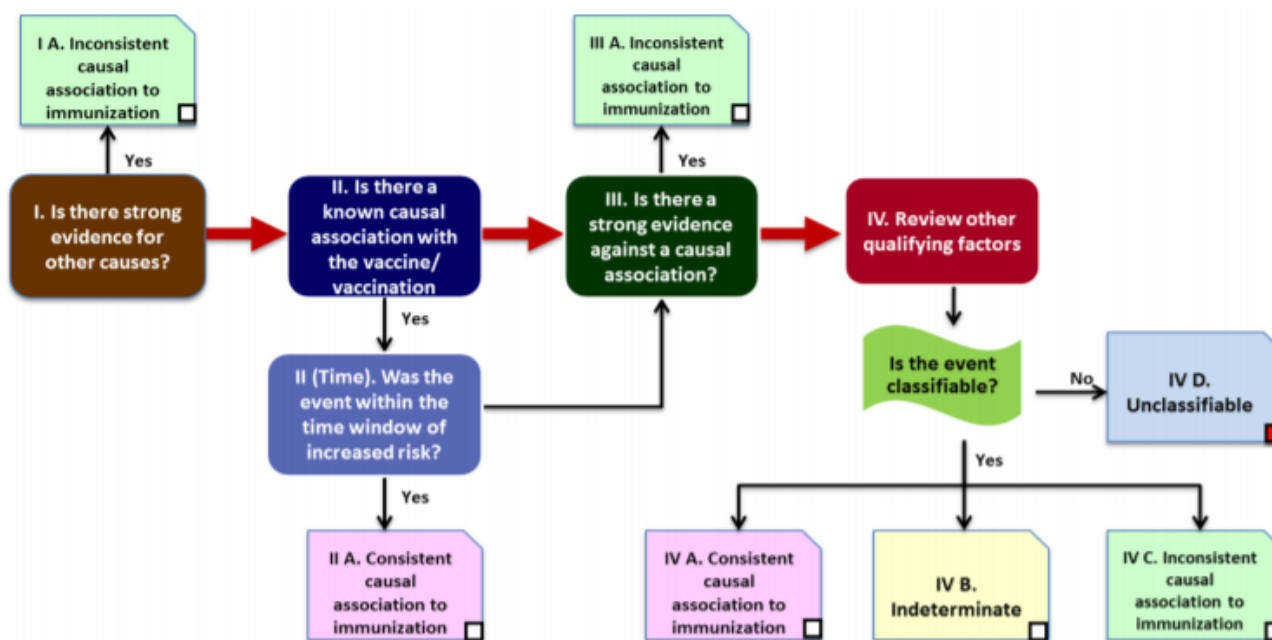 I A. Inconsistent
causal
association to
immunization
III A. Inconsistent
causal
association to
immunization
Yes
Yes
I. Is there strong
evidence for
other causes?
II. Is there a
known causal
association with
the vaccine/
vaccination
III. Is there a
strong evidence
against a causal
association?
IV. Review other
qualifying factors
Yes
II (Time). Was the
event within the
time window of
increased risk?
Is the event
classifiable?
No
IV D.
Unclassifiable
Yes
Yes
II A. Consistent
causal
association to
immunization
IV A. Consistent
causal
association to
immunization
IV B.
Indeterminate
IV C. Inconsistent
causal
association to
immunization